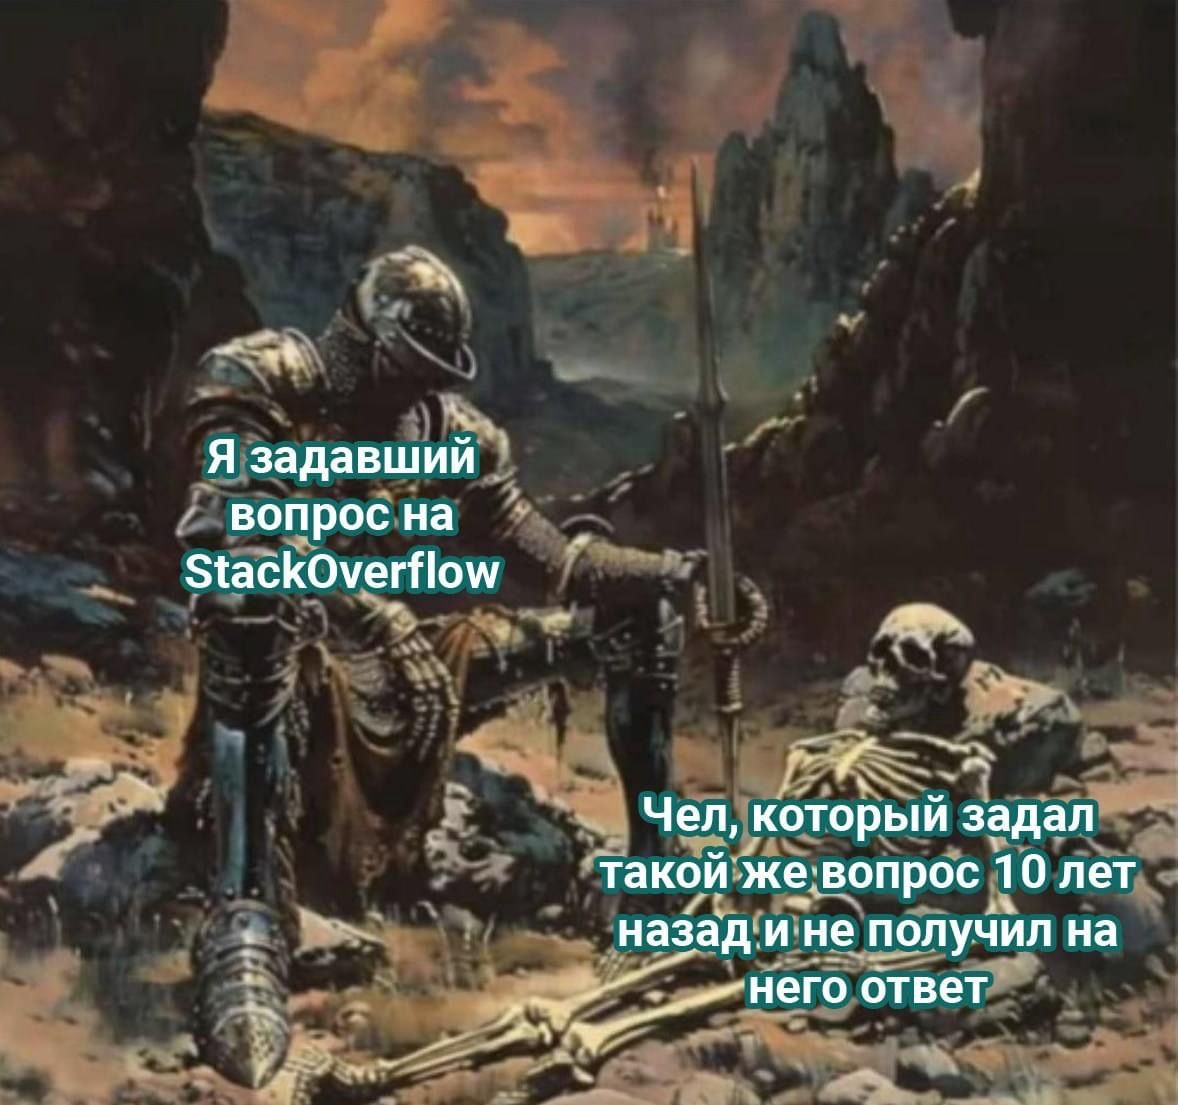 Я задавший
вопрос на
StackOverflow
Чел, который задал
такой же вопрос 10 лет
назад и не получил на
него ответ